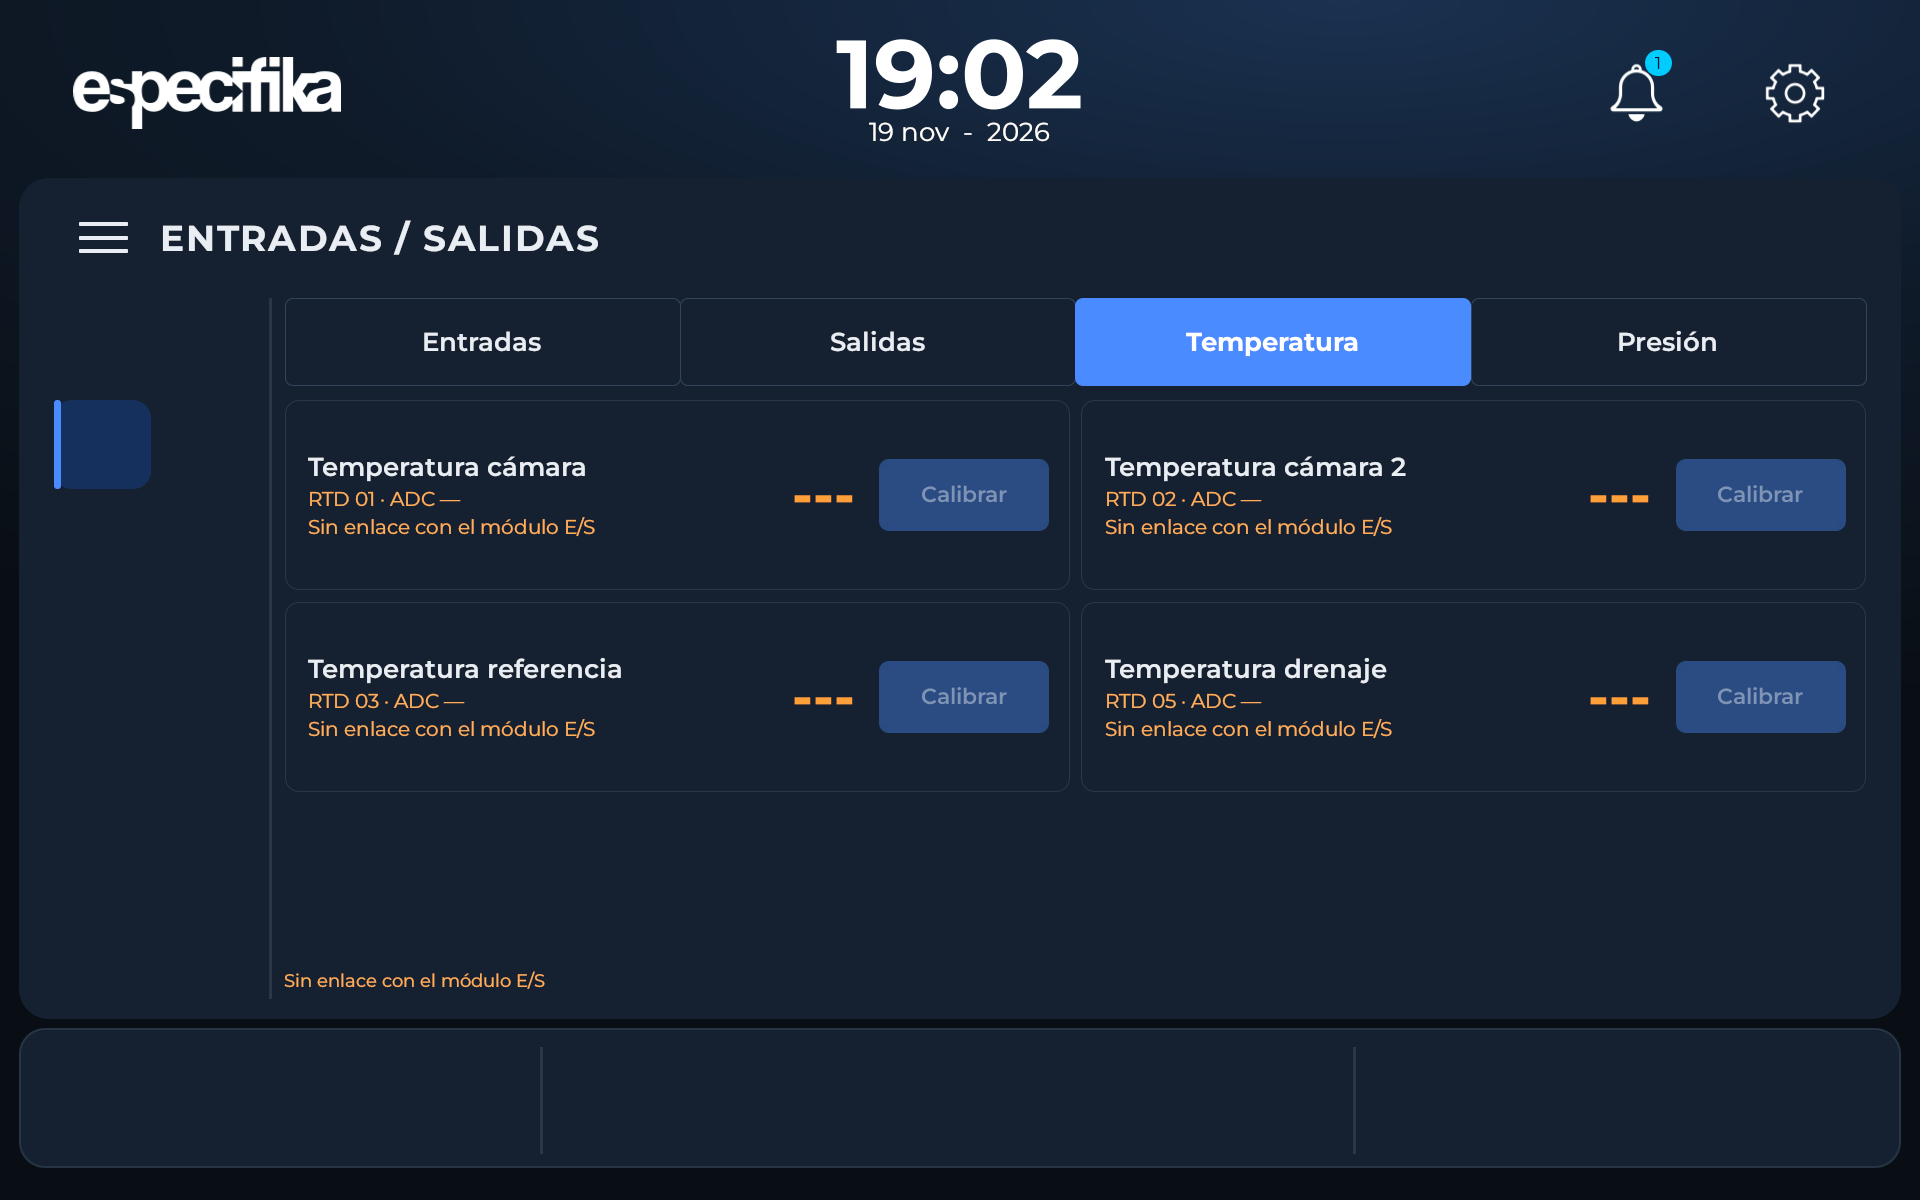 especifika
19:02
19 nov - 2026
1
ENTRADAS / SALIDAS
Entradas
Salidas
Temperatura
Presión
Temperatura cámara
RTD 01 · ADC —
Sin enlace con el módulo E/S
---
Calibrar
Temperatura cámara 2
RTD 02 · ADC —
Sin enlace con el módulo E/S
---
Calibrar
Temperatura referencia
RTD 03 · ADC —
Sin enlace con el módulo E/S
---
Calibrar
Temperatura drenaje
RTD 05 · ADC —
Sin enlace con el módulo E/S
---
Calibrar
Sin enlace con el módulo E/S